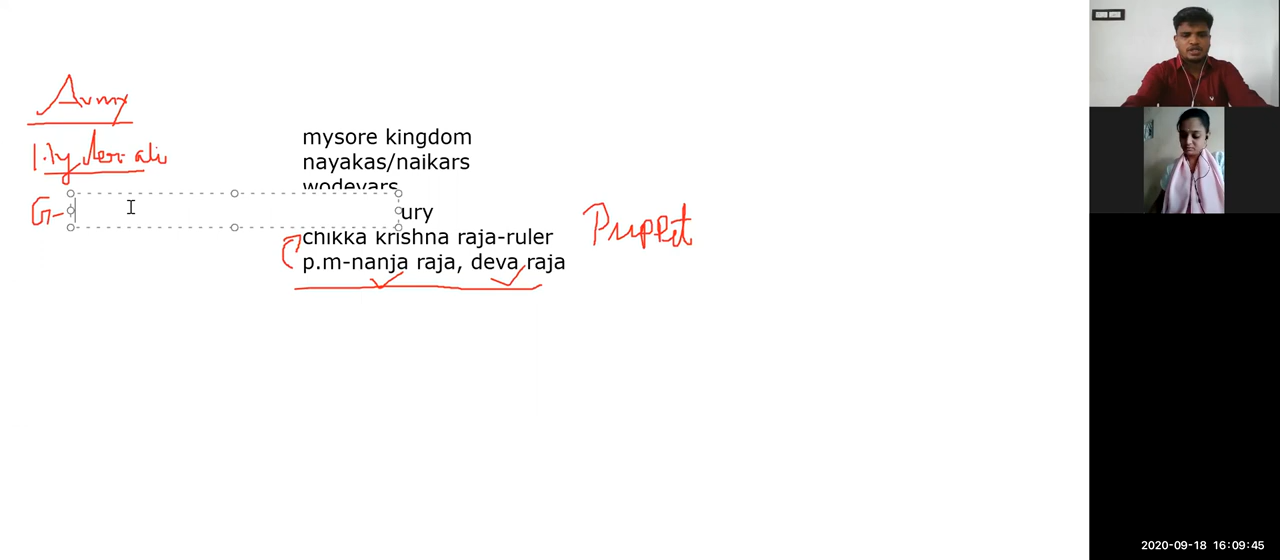 Army
Hyder ali
G-
mysore kingdom
nayakas/naikars
wodeyars
ury
chikka krishna raja-ruler
p.m-nanja raja, deva raja
Puppet
2020-09-18 16:09:45